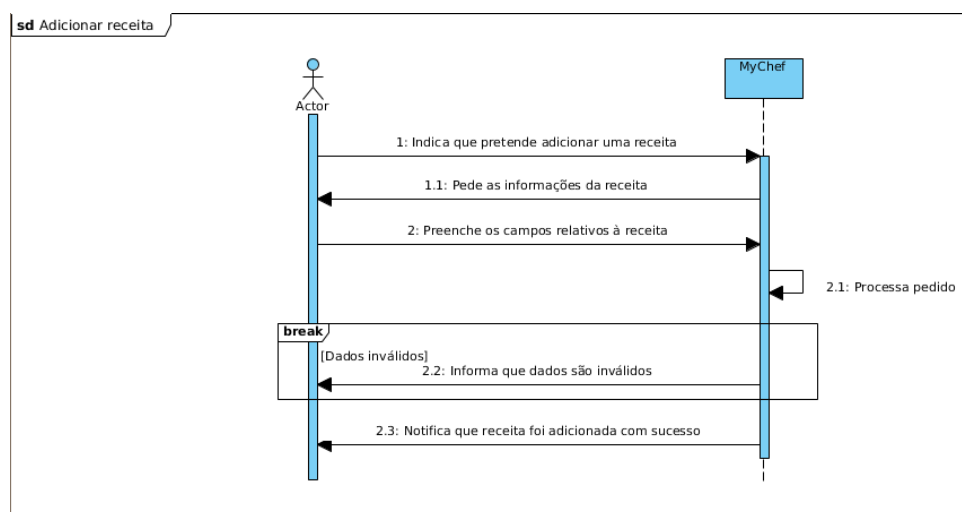 sd Adicionar receita
MyChef
Actor
1: Indica que pretende adicionar uma receita
1.1: Pede as informações da receita
2: Preenche os campos relativos à receita
2.1: Processa pedido
break
[Dados inválidos]
2.2: Informa que dados são inválidos
2.3: Notifica que receita foi adicionada com sucesso